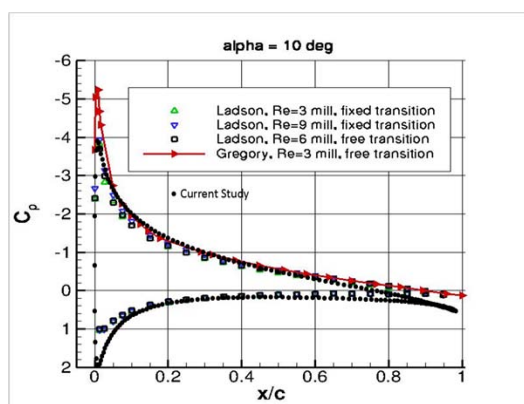 alpha = 10 deg
-6
-5
-4
-3
-2
-1
0
1
2
Cp
Ladson, Re=3 mill, fixed transition
Ladson, Re=9 mill, fixed transition
Ladson, Re=6 mill, free transition
Gregory, Re=3 mill, free transition
Current Study
0 0.2 0.4 0.6 0.8 1
x/c